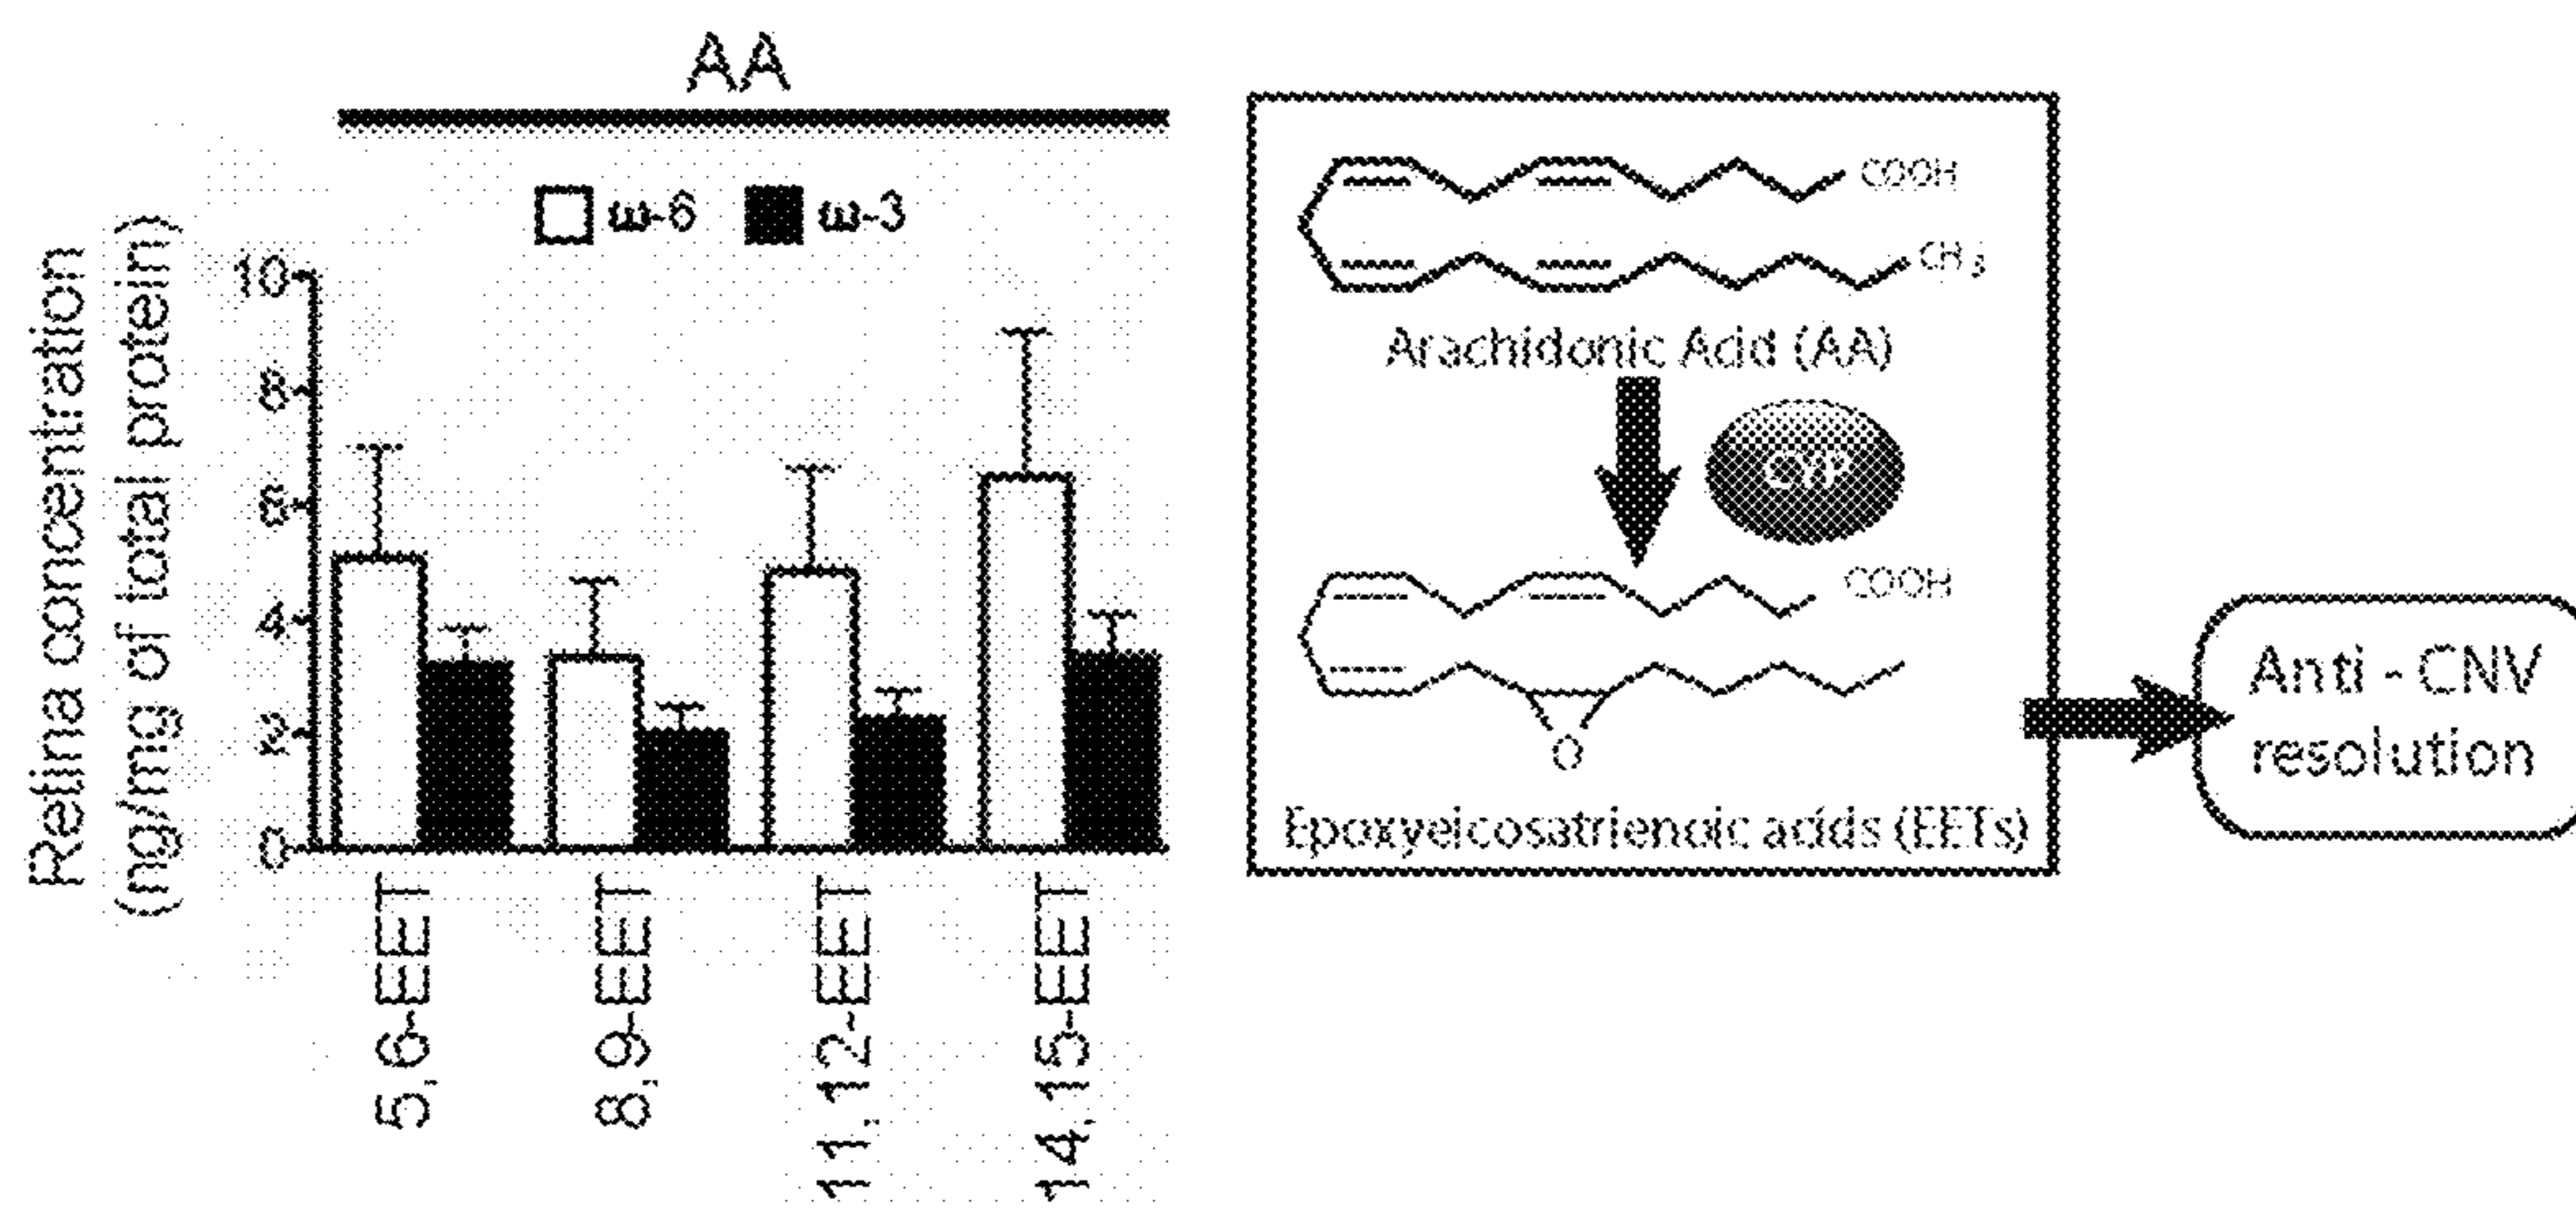 AA
ω-6 ω-3
Retina concentration
(ng/mg of total protein)
10
8
6
4
2
0
5,6-EET
8,9-EET
11,12-EET
14,15-EET
COOH
CH3
Arachidonic Acid (AA)
CYP
COOH
O
Epoxyeicosatrienoic acids (EETs)
Anti - CNV
resolution